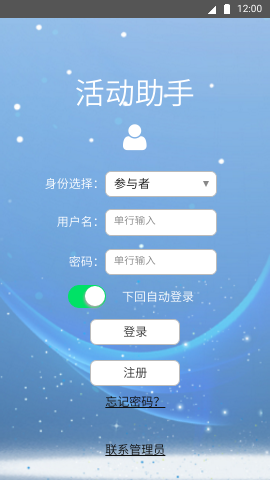 12:00
活动助手
身份选择： 参与者
用户名： 单行输入
密码： 单行输入
下回自动登录
登录
注册
忘记密码？
联系管理员